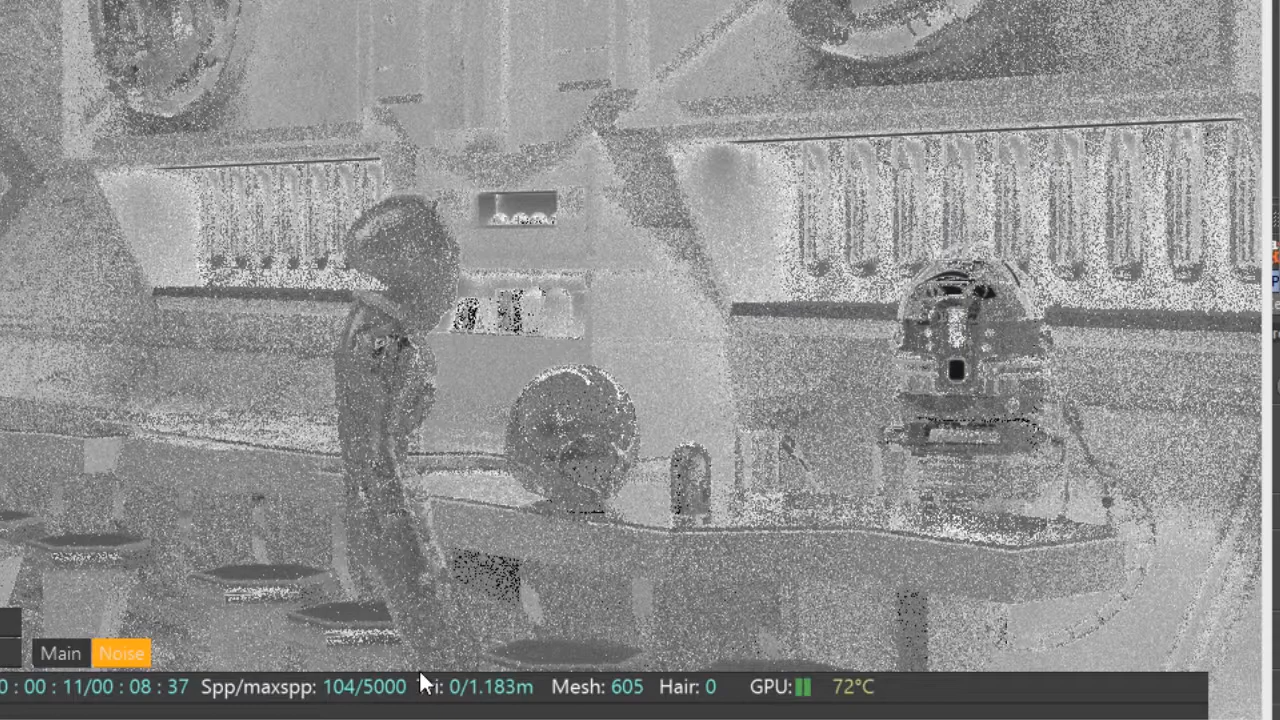 Main Noise
0 : 00 : 11/00 : 08 : 37 Spp/maxspp: 104/5000 ri: 0/1.183m Mesh: 605 Hair: 0 GPU: 72°C